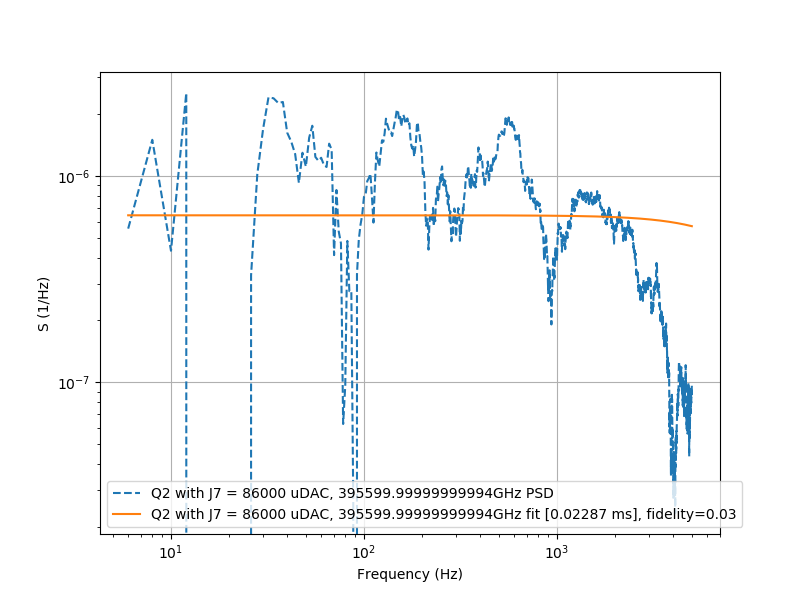 10⁻⁶
10⁻⁷
S (1/Hz)
Q2 with J7 = 86000 uDAC, 395599.99999999994GHz PSD
Q2 with J7 = 86000 uDAC, 395599.99999999994GHz fit [0.02287 ms], fidelity=0.03
10¹ 10² 10³
Frequency (Hz)